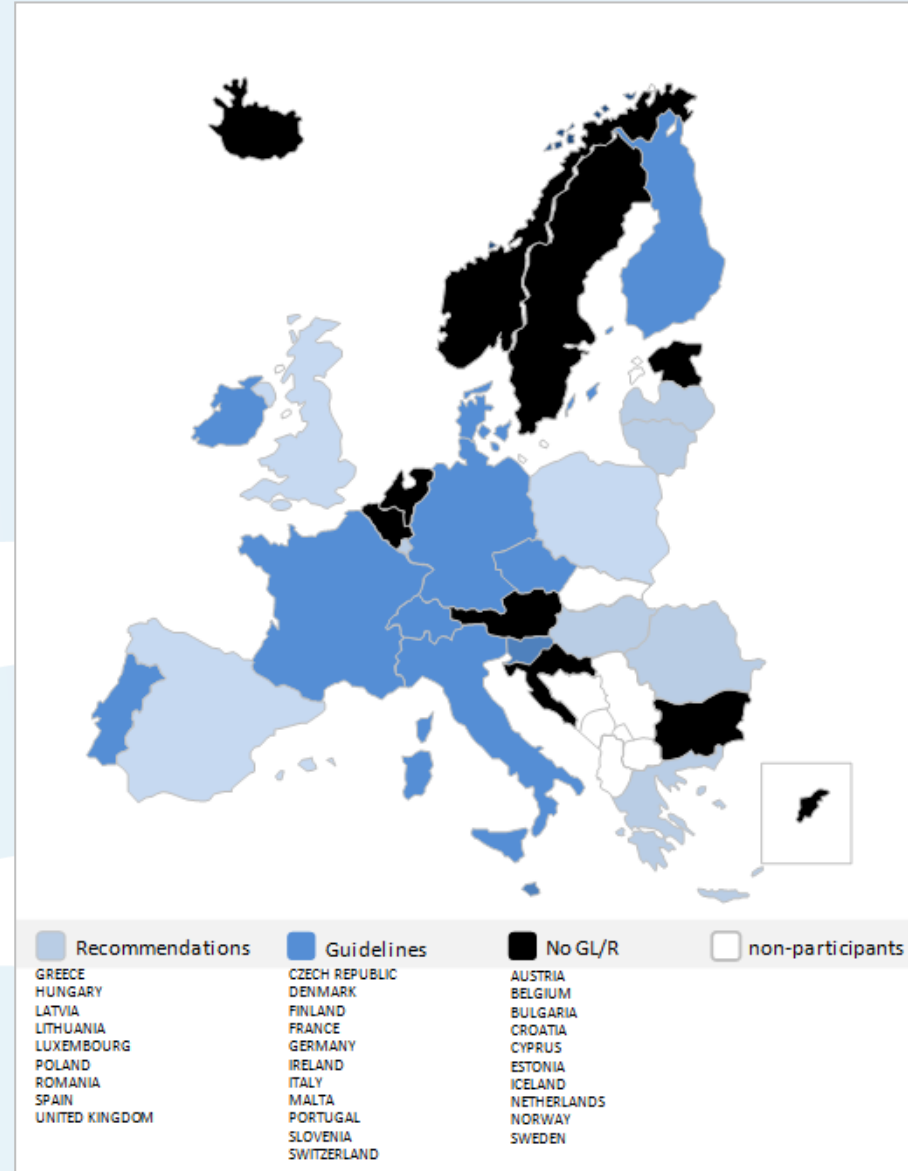 Recommendations
GREECE
HUNGARY
LATVIA
LITHUANIA
LUXEMBOURG
POLAND
ROMANIA
SPAIN
UNITED KINGDOM
Guidelines
CZECH REPUBLIC
DENMARK
FINLAND
FRANCE
GERMANY
IRELAND
ITALY
MALTA
PORTUGAL
SLOVENIA
SWITZERLAND
No GL/R
AUSTRIA
BELGIUM
BULGARIA
CROATIA
CYPRUS
ESTONIA
ICELAND
NETHERLANDS
NORWAY
SWEDEN
non-participants